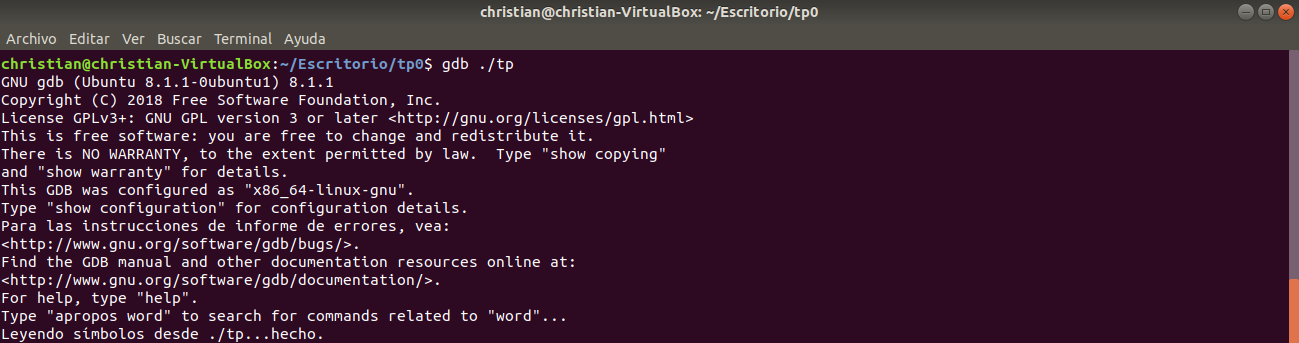 christian@christian-VirtualBox: ~/Escritorio/tp0
Archivo Editar Ver Buscar Terminal Ayuda
christian@christian-VirtualBox:~/Escritorio/tp0$ gdb ./tp
GNU gdb (Ubuntu 8.1.1-0ubuntu1) 8.1.1
Copyright (C) 2018 Free Software Foundation, Inc.
License GPLv3+: GNU GPL version 3 or later <http://gnu.org/licenses/gpl.html>
This is free software: you are free to change and redistribute it.
There is NO WARRANTY, to the extent permitted by law.  Type "show copying"
and "show warranty" for details.
This GDB was configured as "x86_64-linux-gnu".
Type "show configuration" for configuration details.
Para las instrucciones de informe de errores, vea:
<http://www.gnu.org/software/gdb/bugs/>.
Find the GDB manual and other documentation resources online at:
<http://www.gnu.org/software/gdb/documentation/>.
For help, type "help".
Type "apropos word" to search for commands related to "word"...
Leyendo símbolos desde ./tp...hecho.